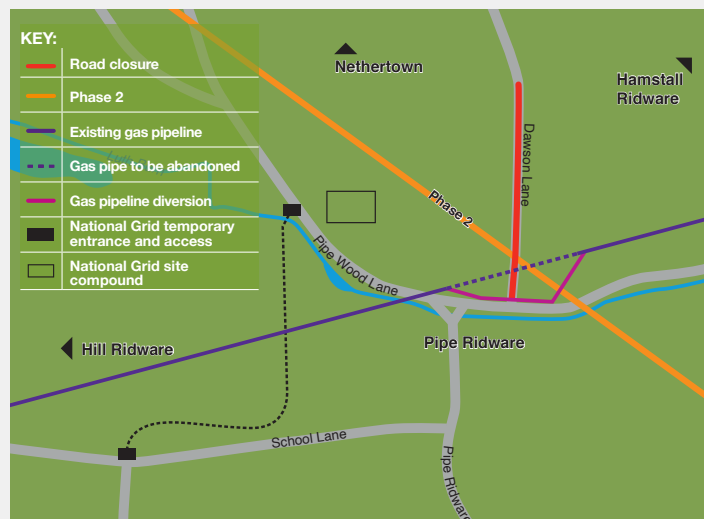 KEY:
Road closure
Phase 2
Existing gas pipeline
Gas pipe to be abandoned
Gas pipeline diversion
National Grid temporary
entrance and access
National Grid site
compound
Nethertown
Hamstall
Ridware
Dawson Lane
Phase 2
Pipe Wood Lane
Hill Ridware
Pipe Ridware
School Lane
Pipe Ridware